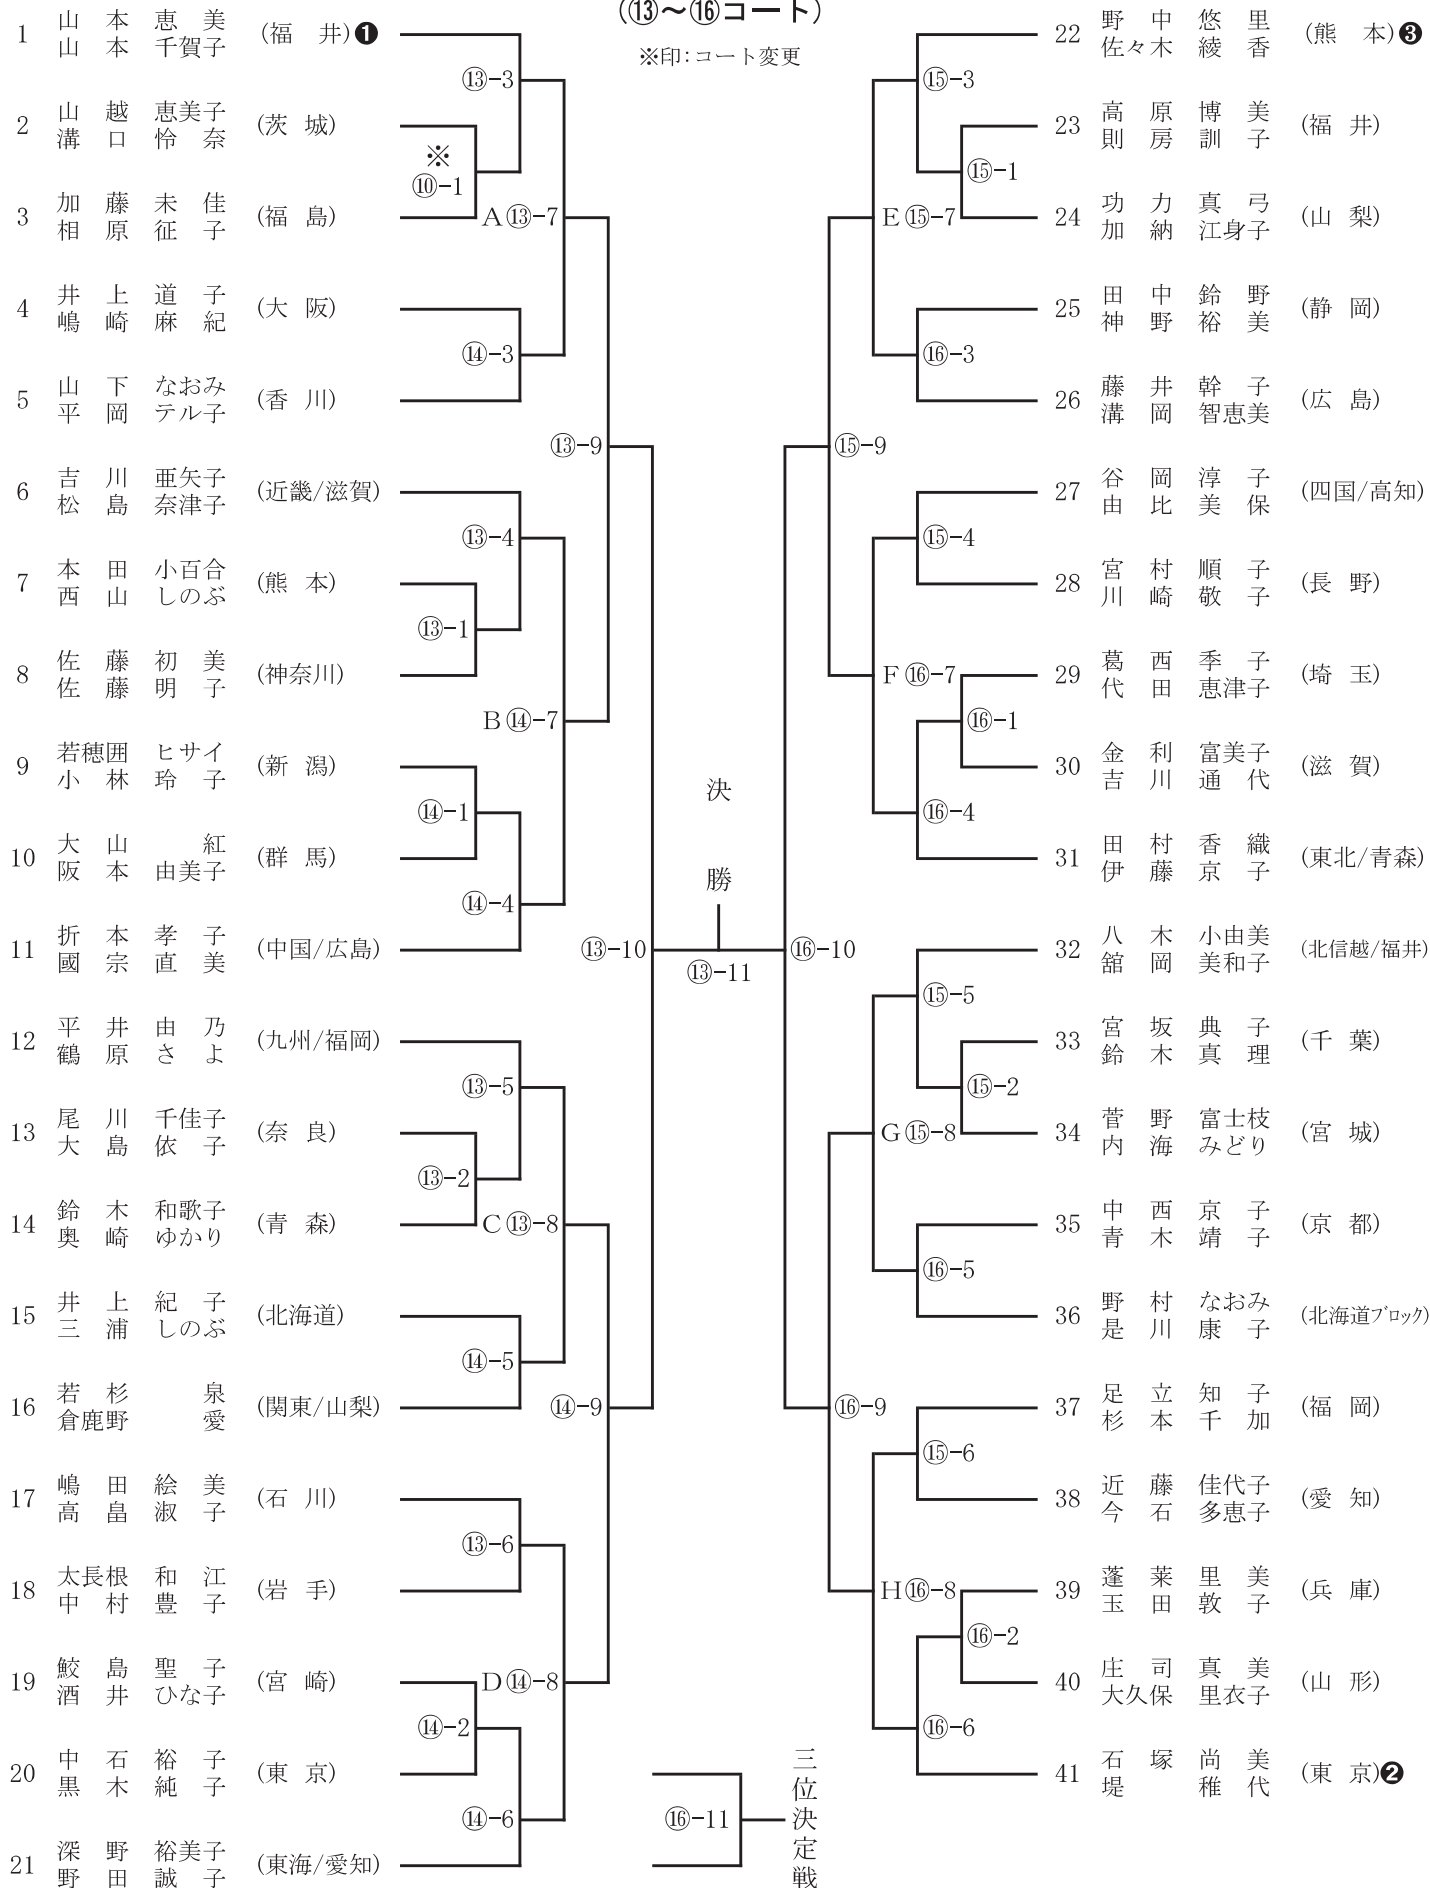 (⑬～⑯コート)
※印：コート変更
1 山本恵美 (福井)❶
山本千賀子
⑬-3
2 山越恵美子 (茨城)
溝口怜奈
※
⑩-1
3 加藤未佳 (福島)
相原征子
A⑬-7
4 井上道子 (大阪)
嶋崎麻紀
⑭-3
5 山下なおみ (香川)
平岡テル子
⑬-9
6 吉川亜矢子 (近畿/滋賀)
松島奈津子
⑬-4
7 本田小百合 (熊本)
西山しのぶ
⑬-1
8 佐藤初美 (神奈川)
佐藤明子
B⑭-7
9 若穂囲ヒサイ (新潟)
小林玲子
⑭-1
10 大山紅 (群馬)
阪本由美子
⑭-4
11 折本孝子 (中国/広島)
國宗直美
⑬-10
12 平井由乃 (九州/福岡)
鶴原さよ
⑬-5
13 尾川千佳子 (奈良)
大島依子
⑬-2
14 鈴木和歌子 (青森)
奥崎ゆかり
C⑬-8
15 井上紀子 (北海道)
三浦しのぶ
⑭-5
16 若杉泉 (関東/山梨)
倉鹿野愛
⑭-9
17 嶋田絵美 (石川)
高畠淑子
⑬-6
18 太長根和江 (岩手)
中村豊子
19 鮫島聖子 (宮崎)
酒井ひな子
D⑭-8
⑭-2
20 中石裕子 (東京)
黒木純子
⑭-6
21 深野裕美子 (東海/愛知)
野田誠子
決勝
⑬-11
⑯-11
三位決定戦
22 野中悠里 (熊本)❸
佐々木綾香
⑮-3
23 高原博美 (福井)
則房訓子
⑮-1
24 功力真弓 (山梨)
加納江身子
E⑮-7
25 田中鈴野 (静岡)
神野裕美
⑯-3
26 藤井幹子 (広島)
溝岡智恵美
⑮-9
27 谷岡淳子 (四国/高知)
由比美保
⑮-4
28 宮村順子 (長野)
川崎敬子
29 葛西季子 (埼玉)
代田恵津子
F⑯-7
⑯-1
30 金利富美子 (滋賀)
吉川通代
⑯-4
31 田村香織 (東北/青森)
伊藤京子
⑯-10
32 八木小由美 (北信越/福井)
舘岡美和子
⑮-5
33 宮坂典子 (千葉)
鈴木真理
⑮-2
34 菅野富士枝 (宮城)
内海みどり
G⑮-8
35 中西京子 (京都)
青木靖子
⑯-5
36 野村なおみ (北海道ブロック)
是川康子
⑯-9
37 足立知子 (福岡)
杉本千加
⑮-6
38 近藤佳代子 (愛知)
今石多恵子
39 蓬莱里美 (兵庫)
玉田敦子
H⑯-8
⑯-2
40 庄司真美 (山形)
大久保里衣子
⑯-6
41 石塚尚美 (東京)❷
堤稚代